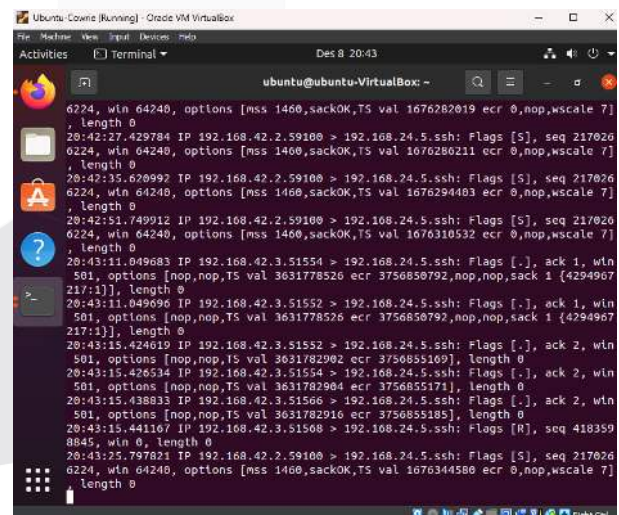 Ubuntu-Cowrie [Running] - Oracle VM VirtualBox
File Machine View Input Devices Help
Activities Terminal Des 8 20:43
ubuntu@ubuntu-VirtualBox: ~
6224, win 64240, options [mss 1460,sackOK,TS val 1676282019 ecr 0,nop,wscale 7]
, length 0
20:42:27.429784 IP 192.168.42.2.59100 > 192.168.24.5.ssh: Flags [S], seq 217026
6224, win 64240, options [mss 1460,sackOK,TS val 1676286211 ecr 0,nop,wscale 7]
, length 0
20:42:35.620992 IP 192.168.42.2.59100 > 192.168.24.5.ssh: Flags [S], seq 217026
6224, win 64240, options [mss 1460,sackOK,TS val 1676294403 ecr 0,nop,wscale 7]
, length 0
20:42:51.749912 IP 192.168.42.2.59100 > 192.168.24.5.ssh: Flags [S], seq 217026
6224, win 64240, options [mss 1460,sackOK,TS val 1676310532 ecr 0,nop,wscale 7]
, length 0
20:43:11.049683 IP 192.168.42.3.51554 > 192.168.24.5.ssh: Flags [.], ack 1, win
501, options [nop,nop,TS val 3631778526 ecr 3756850792,nop,nop,sack 1 {4294967
217:1}], length 0
20:43:11.049696 IP 192.168.42.3.51552 > 192.168.24.5.ssh: Flags [.], ack 1, win
501, options [nop,nop,TS val 3631778526 ecr 3756850792,nop,nop,sack 1 {4294967
217:1}], length 0
20:43:15.424619 IP 192.168.42.3.51552 > 192.168.24.5.ssh: Flags [.], ack 2, win
501, options [nop,nop,TS val 3631782902 ecr 3756855169], length 0
20:43:15.426534 IP 192.168.42.3.51554 > 192.168.24.5.ssh: Flags [.], ack 2, win
501, options [nop,nop,TS val 3631782904 ecr 3756855171], length 0
20:43:15.438833 IP 192.168.42.3.51566 > 192.168.24.5.ssh: Flags [.], ack 2, win
501, options [nop,nop,TS val 3631782916 ecr 3756855185], length 0
20:43:15.441167 IP 192.168.42.3.51568 > 192.168.24.5.ssh: Flags [R], seq 418359
8845, win 0, length 0
20:43:25.797821 IP 192.168.42.2.59100 > 192.168.24.5.ssh: Flags [S], seq 217026
6224, win 64240, options [mss 1460,sackOK,TS val 1676344580 ecr 0,nop,wscale 7]
, length 0
Right Ctrl